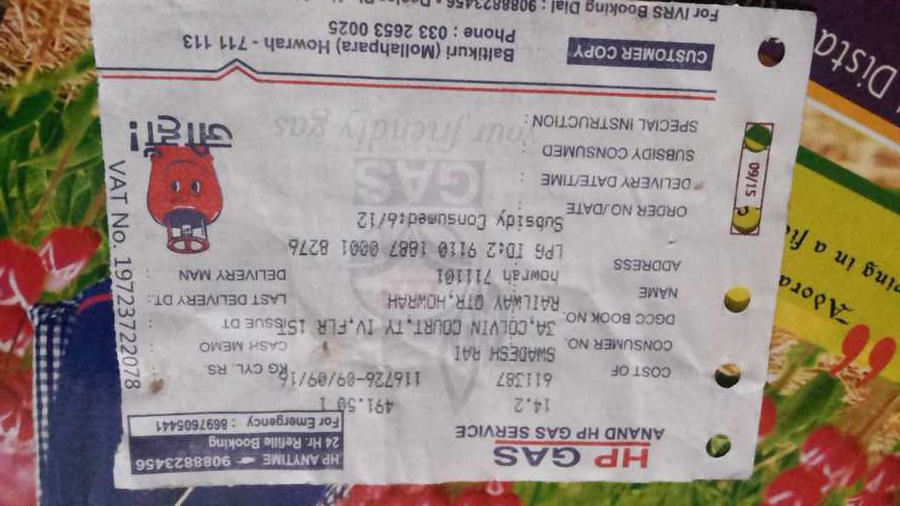 HP GAS
ANAND HP GAS SERVICE
HP ANYTIME 9088823456
24 Hr. Refille Booking
For Emergency : 8697605441
14.2 491.50 1
COST OF KG CYL. RS.
611387 116726-09/09/16
CONSUMER NO. CASH MEMO
SWADESH RAI
DGCC BOOK NO. ISSUE DT
3A,COLVIN COURT,TY IV,FLR 1ST
NAME LAST DELIVERY DT:
RAILWAY QTR,HOWRAH
ADDRESS DELIVERY MAN
howrah 711101
LPG ID:2 9110 1887 0001 8276
ORDER NO./DATE
Subsidy Consumed:6/12
DELIVERY DATE/TIME :
SUBSIDY CONSUMED
SPECIAL INSTRUCTION :
GAS
your friendly gas
VAT No. 19723722078
09/15
CUSTOMER COPY
Baltikuri (Mollahpara) Howrah - 711 113
Phone : 033 2653 0025
For IVRS Booking Dial : 9088823456
Dista
Adora